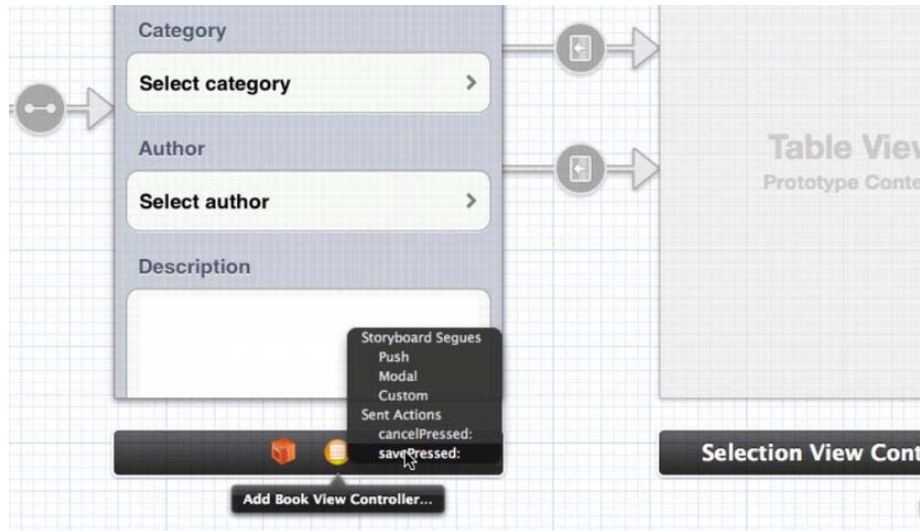 Category
Select category
Author
Select author
Description
Table View
Prototype Conte
Storyboard Segues
Push
Modal
Custom
Sent Actions
cancelPressed:
savePressed:
Add Book View Controller...
Selection View Cont